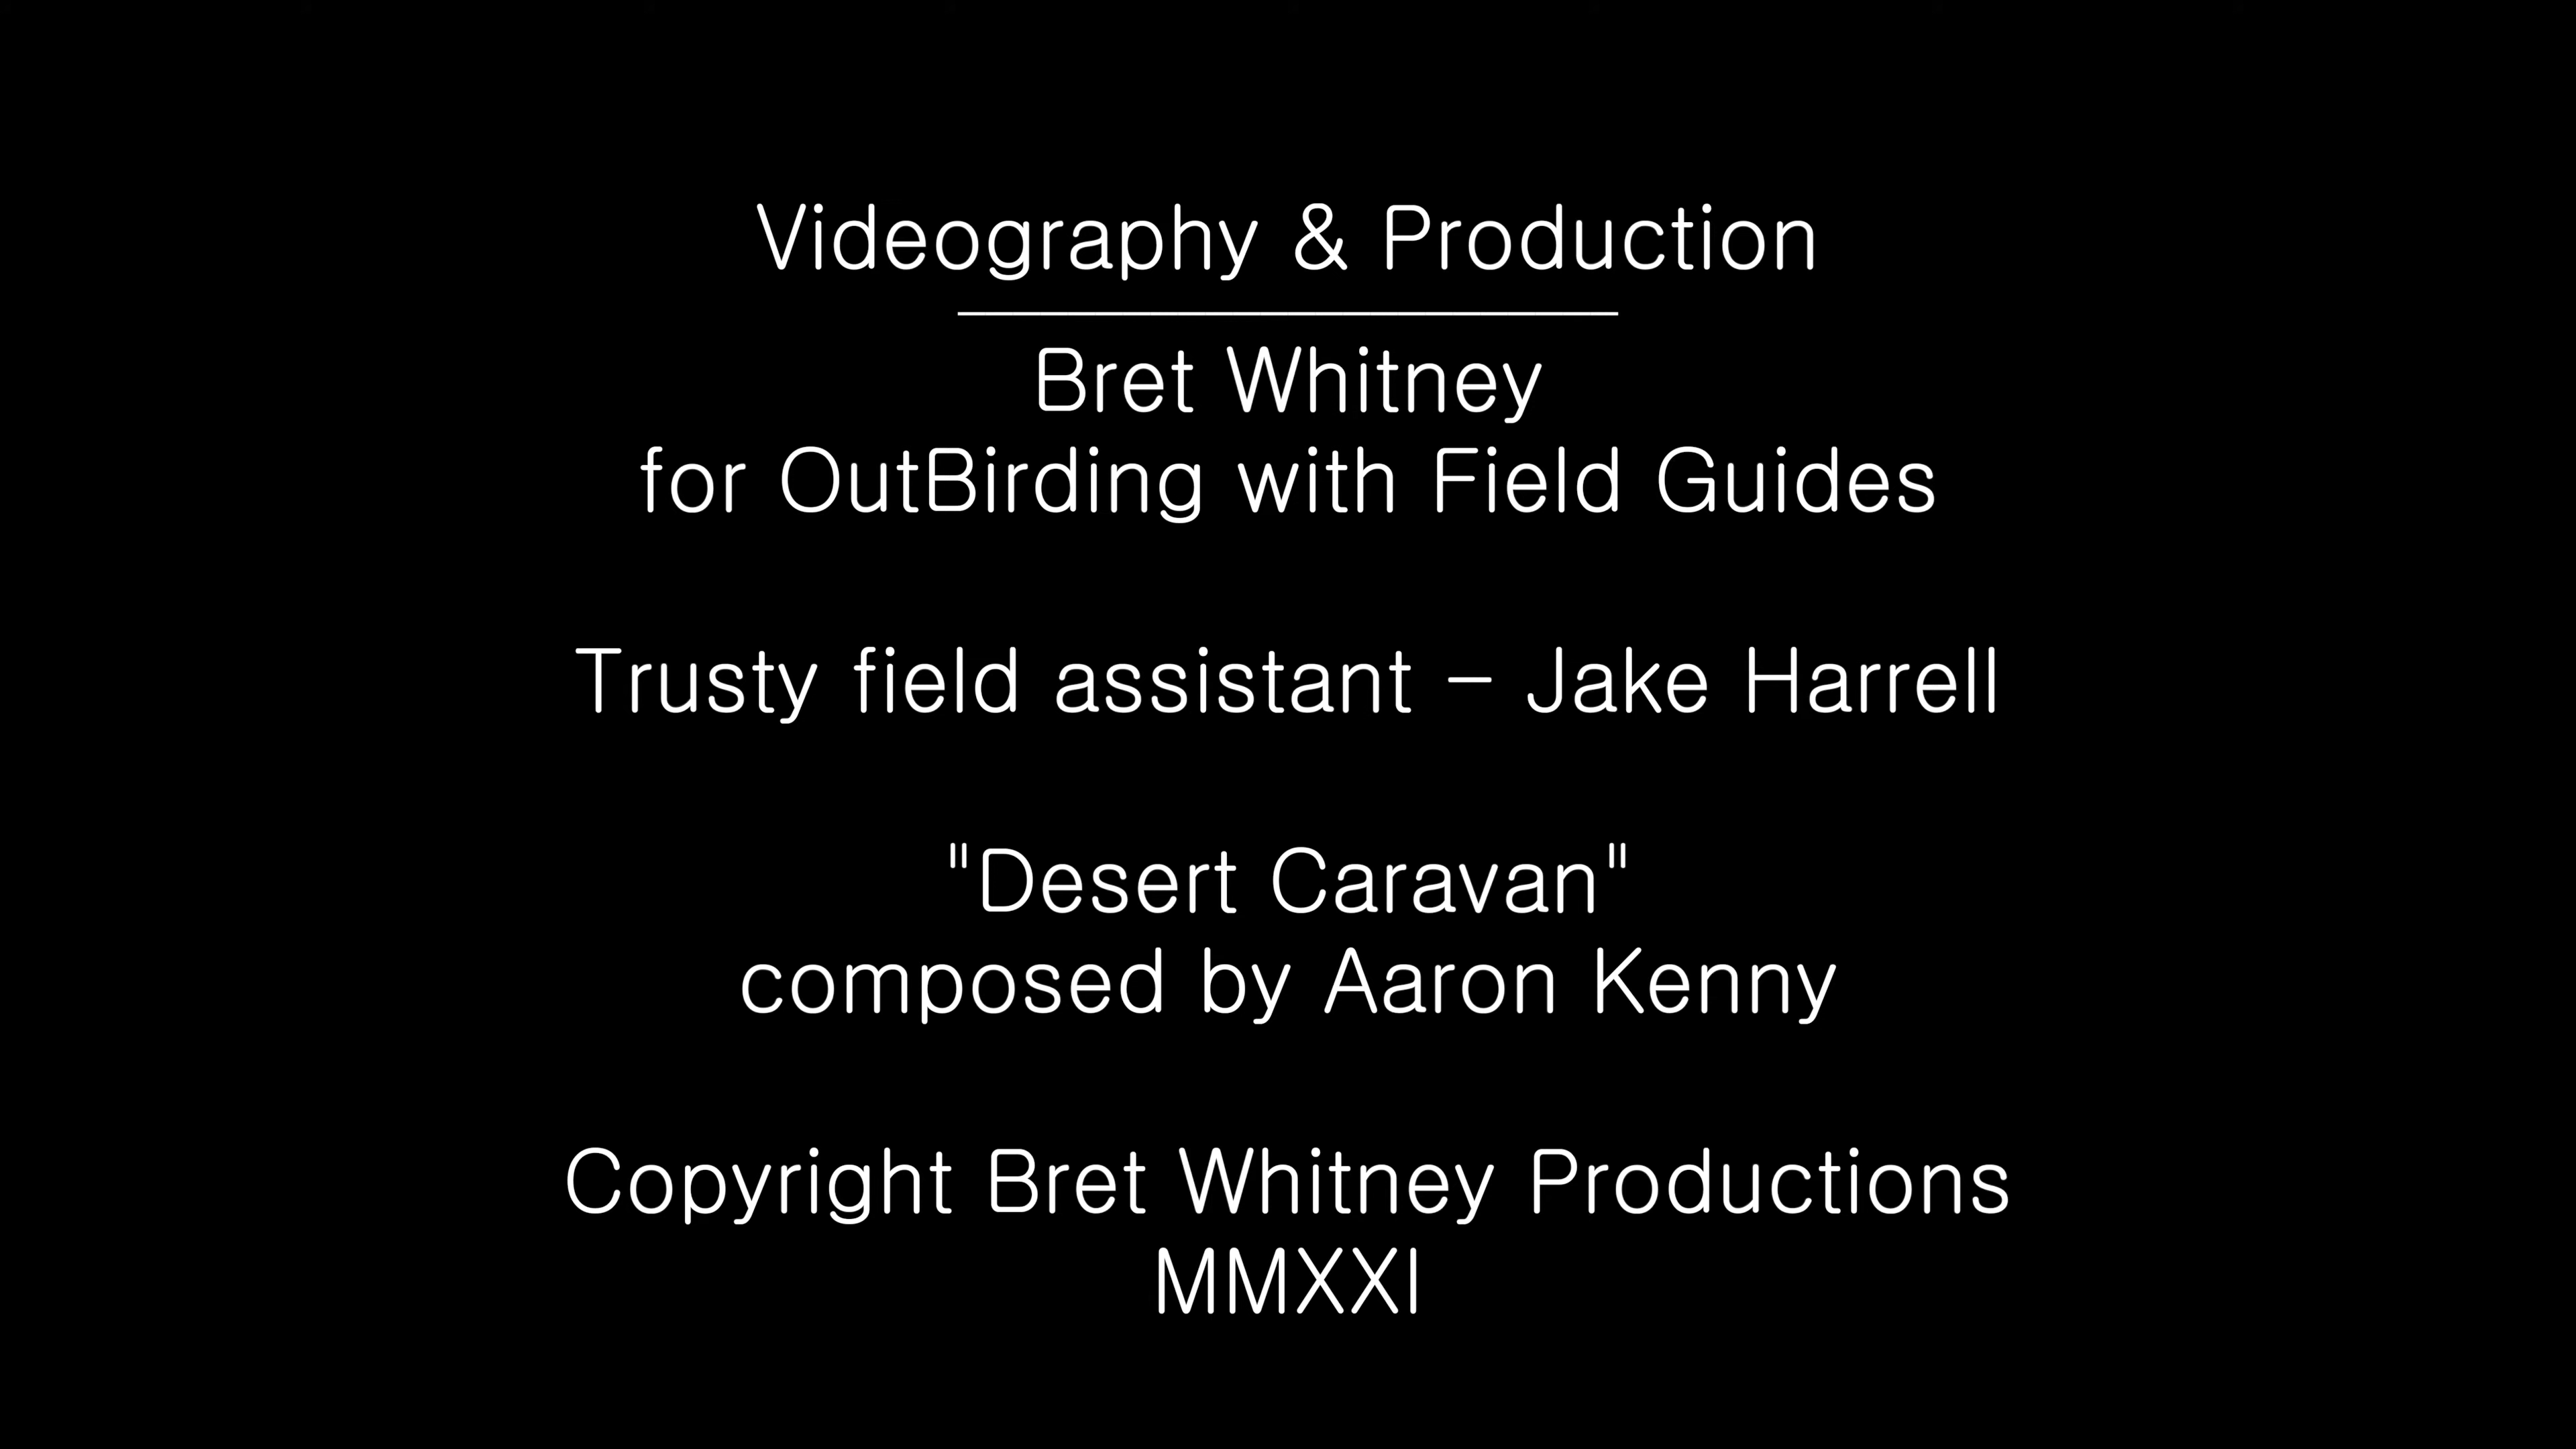 Videography & Production
Bret Whitney
for OutBirding with Field Guides
Trusty field assistant - Jake Harrell
"Desert Caravan"
composed by Aaron Kenny
Copyright Bret Whitney Productions
MMXXI